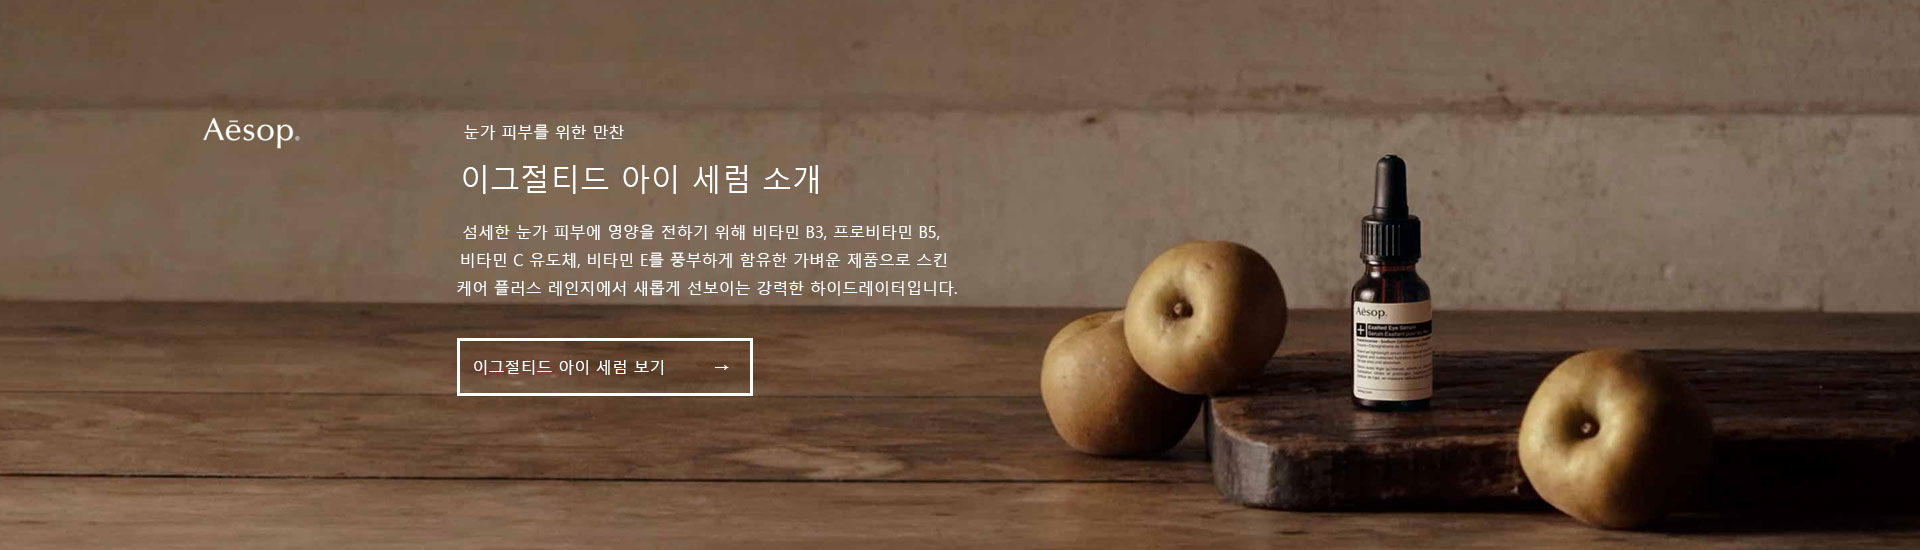 Aēsop.
눈가 피부를 위한 만찬
이그절티드 아이 세럼 소개
섬세한 눈가 피부에 영양을 전하기 위해 비타민 B3, 프로비타민 B5,
비타민 C 유도체, 비타민 E를 풍부하게 함유한 가벼운 제품으로 스킨
케어 플러스 레인지에서 새롭게 선보이는 강력한 하이드레이터입니다.
이그절티드 아이 세럼 보기 →
Aēsop.
Exalted Eye Serum